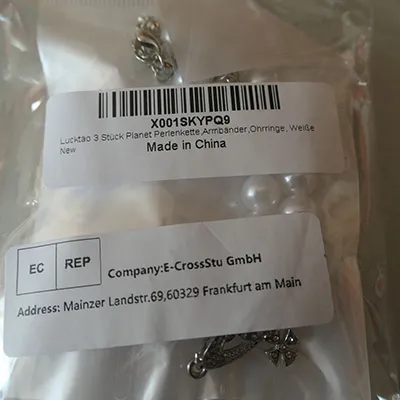 X001SKYPQ9
Lucktao 3 Stück Planet Perlenkette,Armbänder,Ohrringe, Weiße
New
Made in China
EC REP
Company:E-CrossStu GmbH
Address: Mainzer Landstr.69,60329 Frankfurt am Main